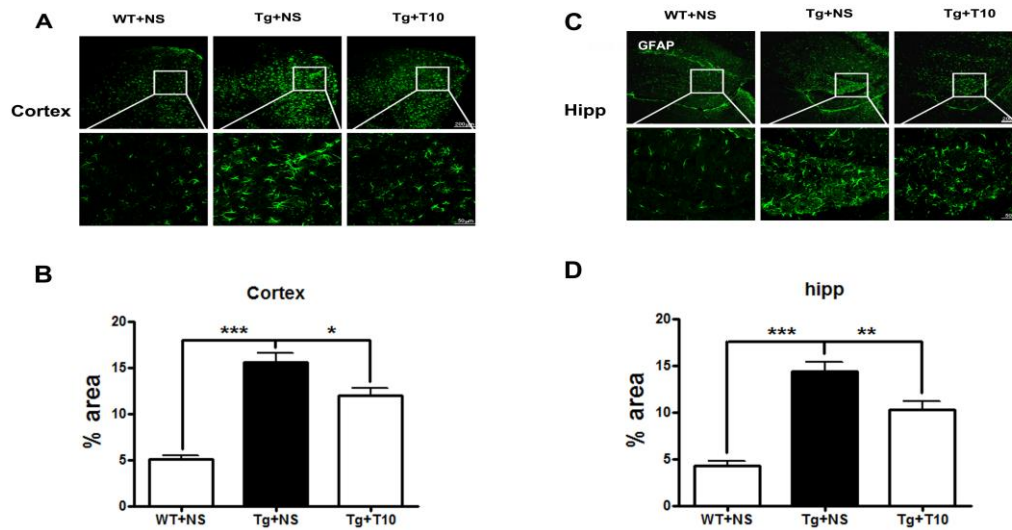 A
WT+NS Tg+NS Tg+T10
Cortex
200μm
50μm
C
WT+NS Tg+NS Tg+T10
GFAP
Hipp
B
Cortex
% area
20
15
10
5
0
*** *
WT+NS Tg+NS Tg+T10
D
hipp
% area
20
15
10
5
0
*** **
WT+NS Tg+NS Tg+T10